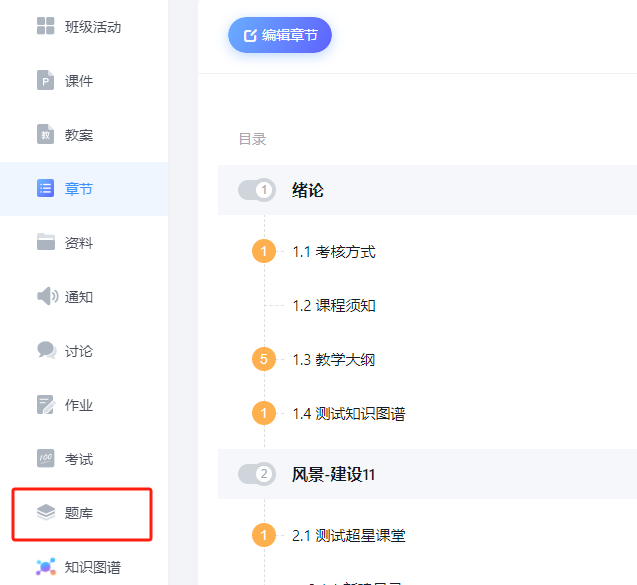 班级活动
课件
教案
章节
资料
通知
讨论
作业
考试
题库
知识图谱
编辑章节
目录
1 绪论
1 1.1 考核方式
1.2 课程须知
5 1.3 教学大纲
1 1.4 测试知识图谱
2 风景-建设11
1 2.1 测试超星课堂